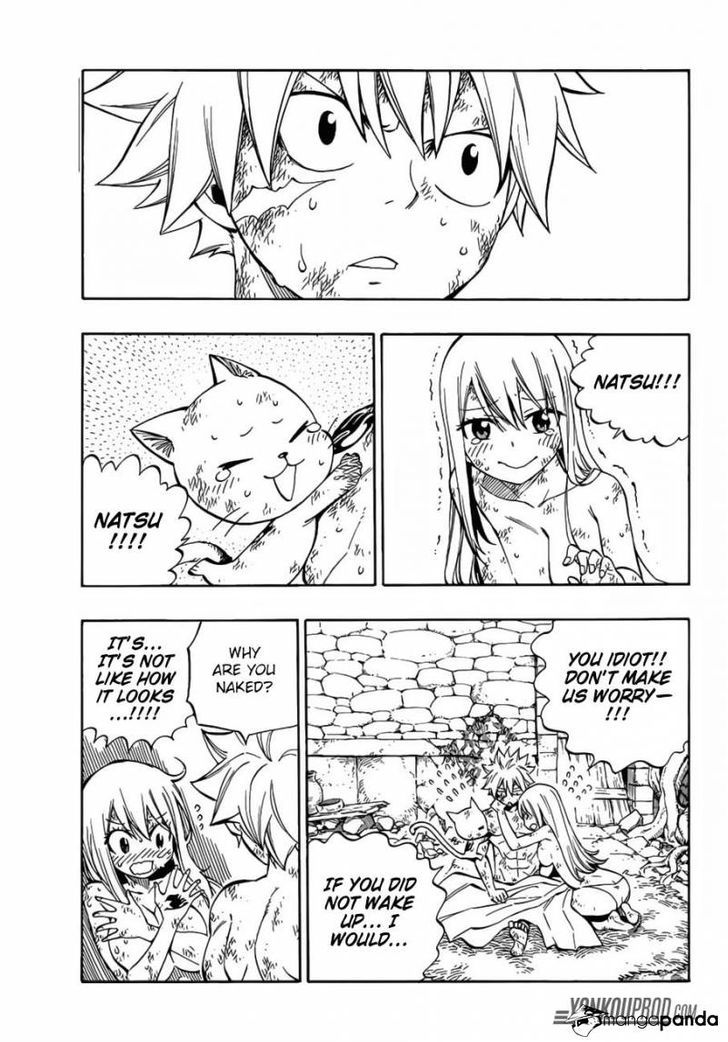 NATSU!!!
NATSU
!!!!
YOU IDIOT!!
DON'T MAKE
US WORRY—
!!!
IF YOU DID
NOT WAKE
UP... I
WOULD...
WHY
ARE YOU
NAKED?
IT'S...
IT'S NOT
LIKE HOW
IT LOOKS
...!!!!
YONKOUPROD.COM
mangapanda